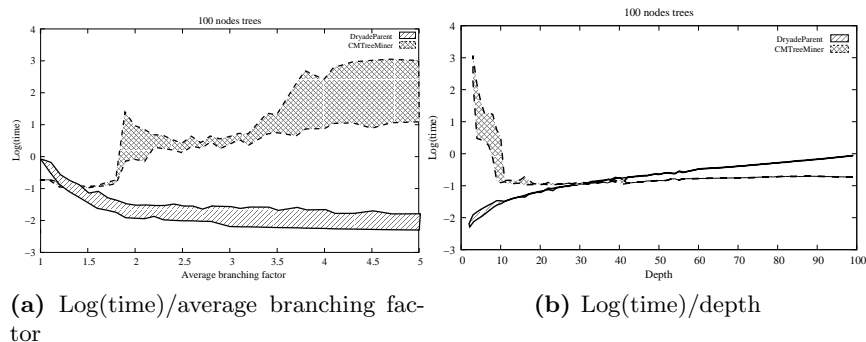 100 nodes trees
DryadeParent
CMTreeMiner
Log(time)
4
3
2
1
0
−1
−2
−3
1 1.5 2 2.5 3 3.5 4 4.5 5
Average branching factor
(a) Log(time)/average branching fac-
tor
100 nodes trees
DryadeParent
CMTreeMiner
Log(time)
4
3
2
1
0
−1
−2
−3
0 10 20 30 40 50 60 70 80 90 100
Depth
(b) Log(time)/depth